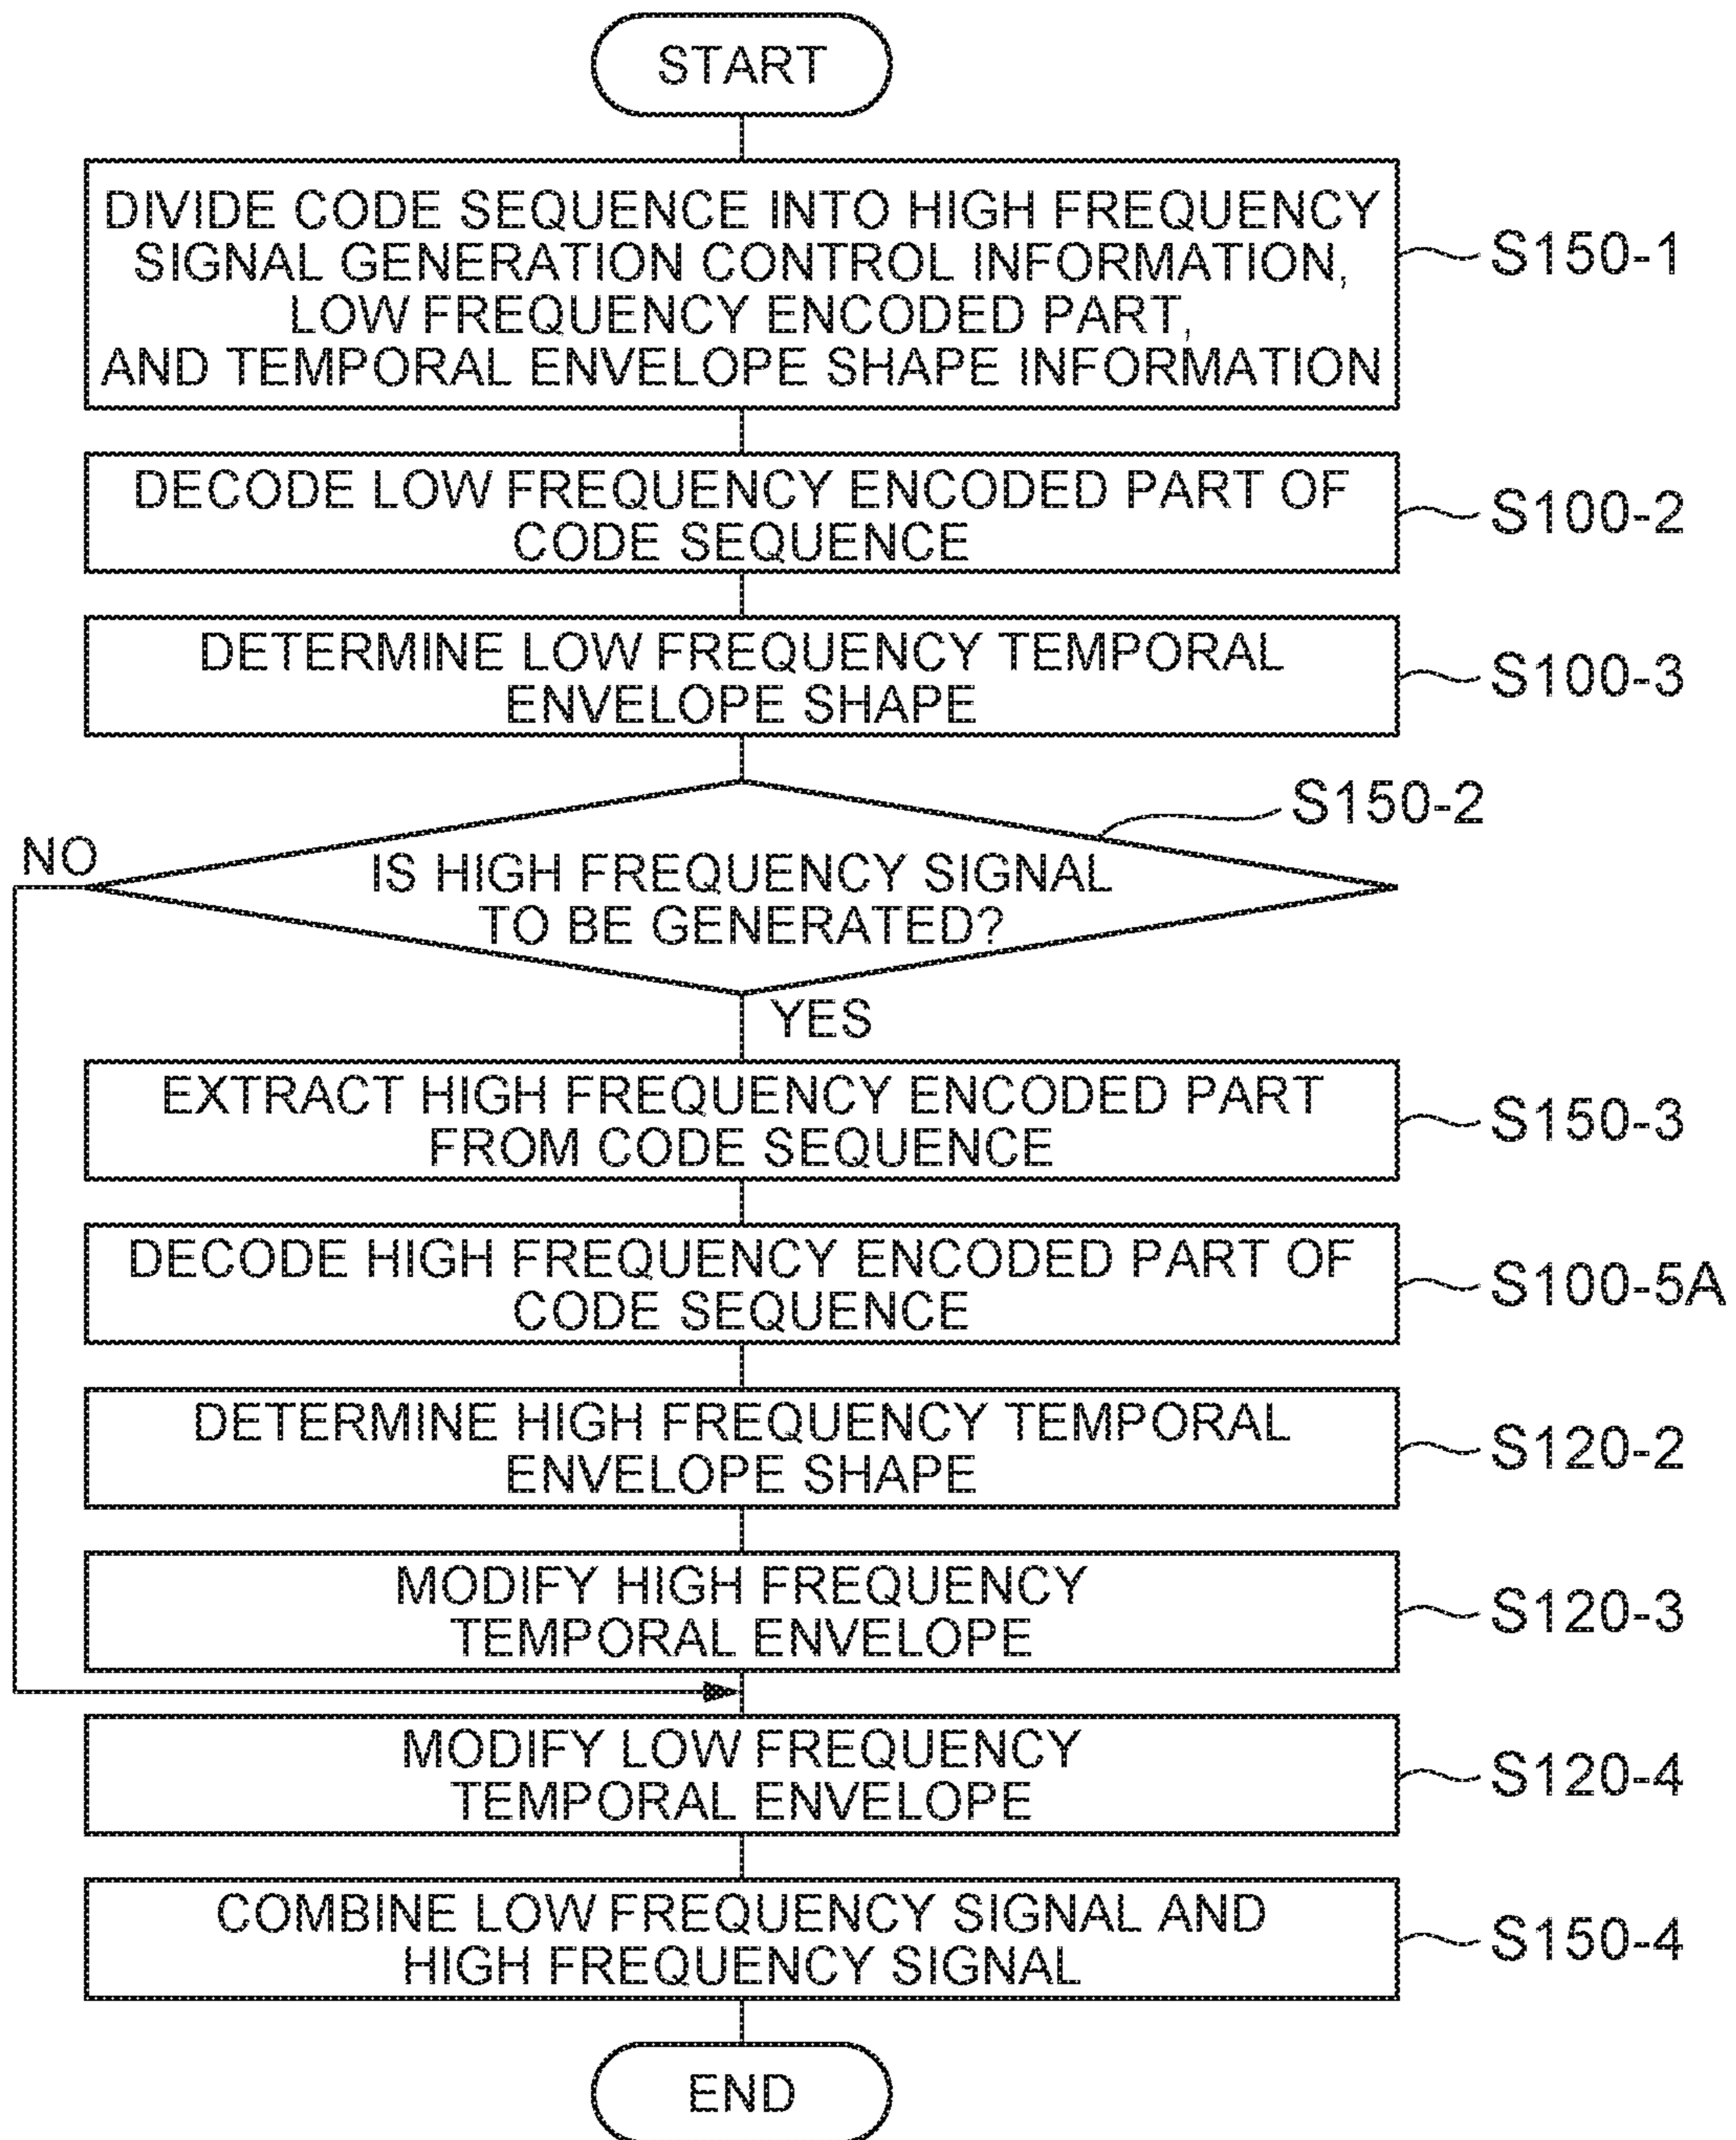 START
DIVIDE CODE SEQUENCE INTO HIGH FREQUENCY
SIGNAL GENERATION CONTROL INFORMATION,
LOW FREQUENCY ENCODED PART,
AND TEMPORAL ENVELOPE SHAPE INFORMATION
S150-1
DECODE LOW FREQUENCY ENCODED PART OF
CODE SEQUENCE
S100-2
DETERMINE LOW FREQUENCY TEMPORAL
ENVELOPE SHAPE
S100-3
S150-2
NO
IS HIGH FREQUENCY SIGNAL
TO BE GENERATED?
YES
EXTRACT HIGH FREQUENCY ENCODED PART
FROM CODE SEQUENCE
S150-3
DECODE HIGH FREQUENCY ENCODED PART OF
CODE SEQUENCE
S100-5A
DETERMINE HIGH FREQUENCY TEMPORAL
ENVELOPE SHAPE
S120-2
MODIFY HIGH FREQUENCY
TEMPORAL ENVELOPE
S120-3
MODIFY LOW FREQUENCY
TEMPORAL ENVELOPE
S120-4
COMBINE LOW FREQUENCY SIGNAL AND
HIGH FREQUENCY SIGNAL
S150-4
END